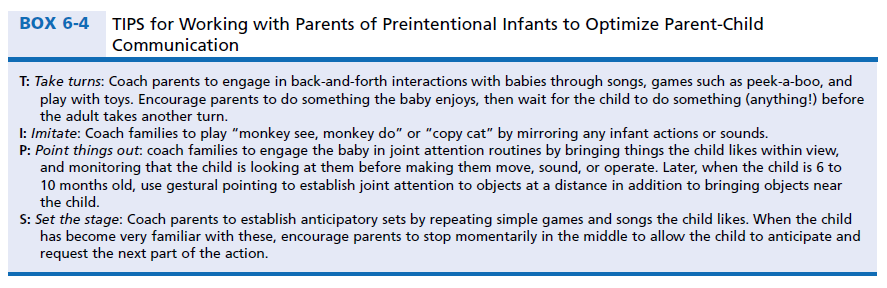 BOX 6-4 TIPS for Working with Parents of Preintentional Infants to Optimize Parent-Child
Communication
T: Take turns: Coach parents to engage in back-and-forth interactions with babies through songs, games such as peek-a-boo, and
play with toys. Encourage parents to do something the baby enjoys, then wait for the child to do something (anything!) before
the adult takes another turn.
I: Imitate: Coach families to play “monkey see, monkey do” or “copy cat” by mirroring any infant actions or sounds.
P: Point things out: coach families to engage the baby in joint attention routines by bringing things the child likes within view,
and monitoring that the child is looking at them before making them move, sound, or operate. Later, when the child is 6 to
10 months old, use gestural pointing to establish joint attention to objects at a distance in addition to bringing objects near
the child.
S: Set the stage: Coach parents to establish anticipatory sets by repeating simple games and songs the child likes. When the child
has become very familiar with these, encourage parents to stop momentarily in the middle to allow the child to anticipate and
request the next part of the action.